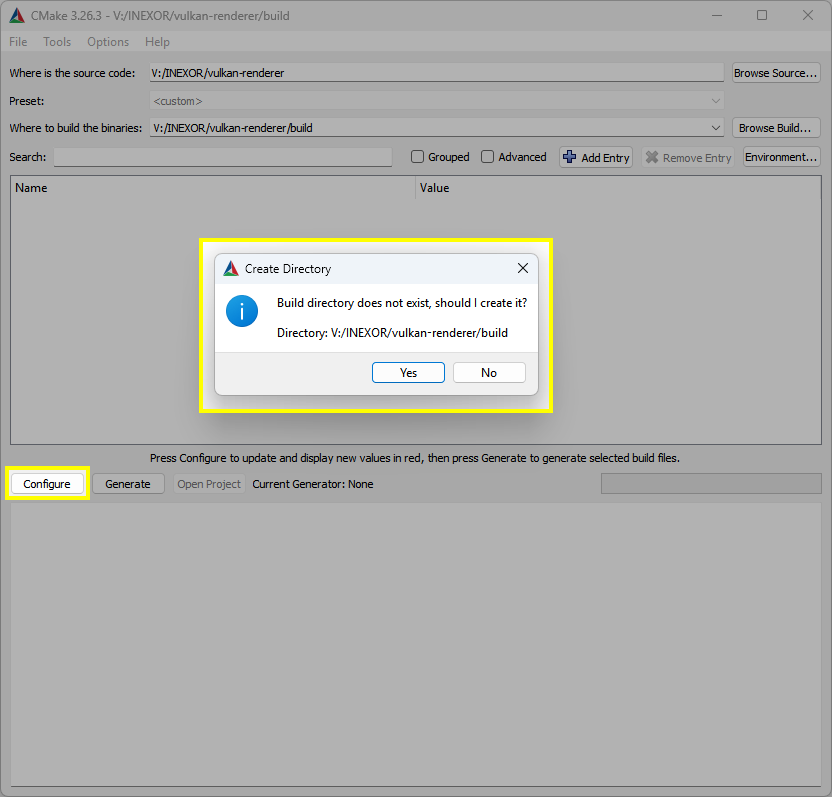 CMake 3.26.3 - V:/INEXOR/vulkan-renderer/build
File Tools Options Help
Where is the source code: V:/INEXOR/vulkan-renderer Browse Source...
Preset: <custom>
Where to build the binaries: V:/INEXOR/vulkan-renderer/build Browse Build...
Search: Grouped Advanced Add Entry Remove Entry Environment...
Name Value
Create Directory
Build directory does not exist, should I create it?
Directory: V:/INEXOR/vulkan-renderer/build
Yes No
Press Configure to update and display new values in red, then press Generate to generate selected build files.
Configure Generate Open Project Current Generator: None